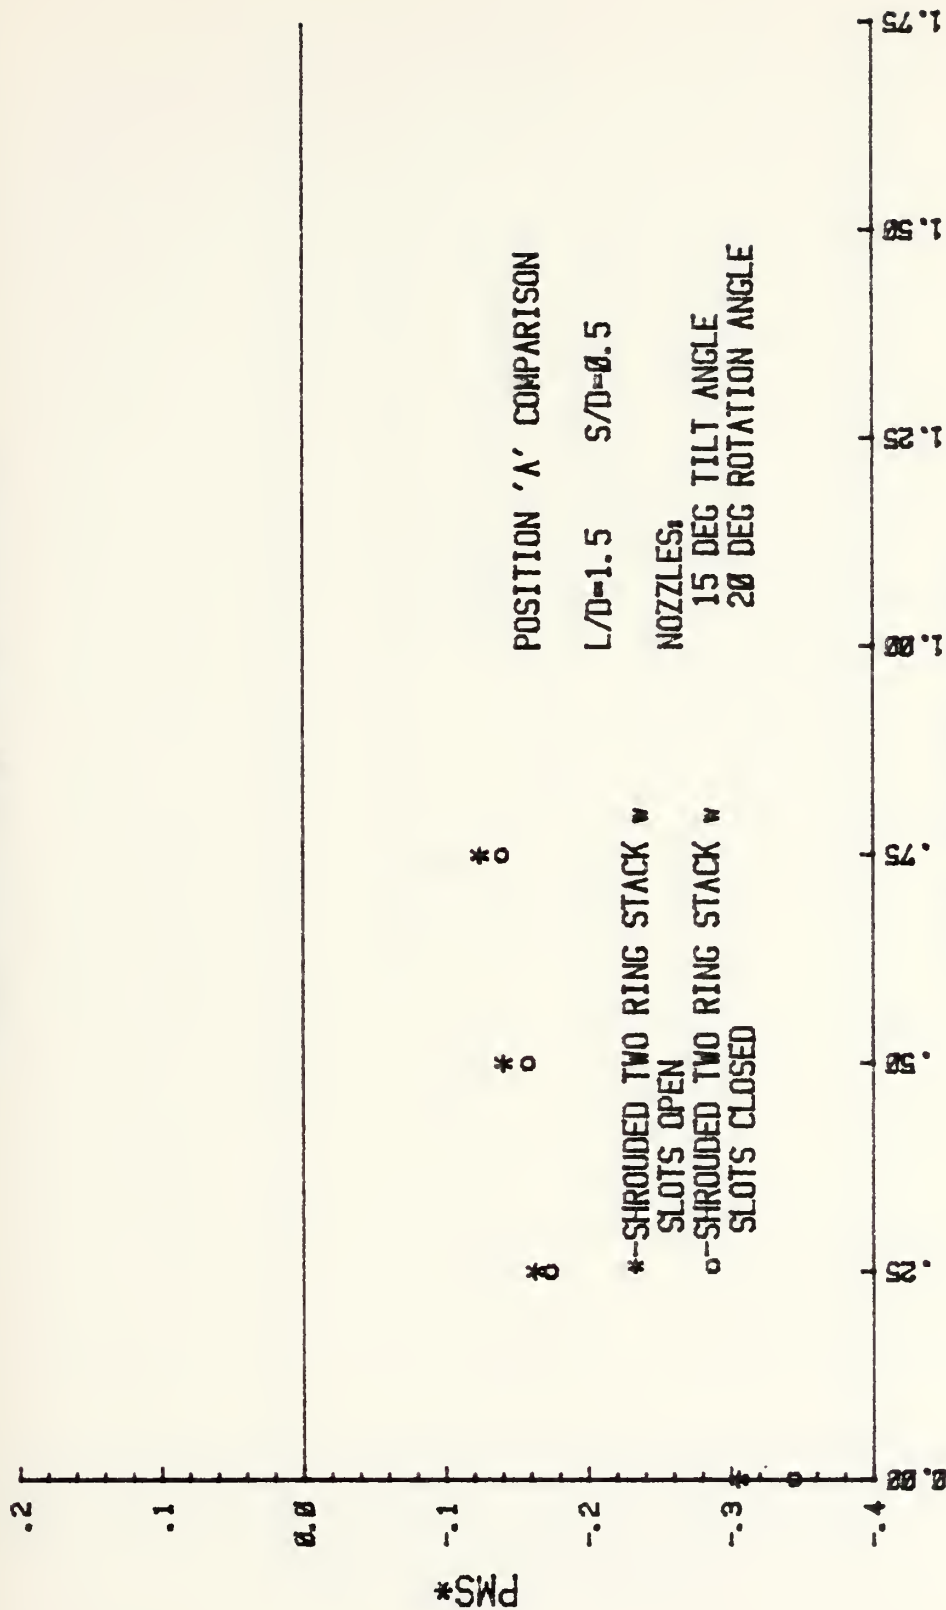 PMS*
.2
.1
0.0
-.1
-.2
-.3
-.4
POSITION 'A' COMPARISON
L/D=1.5 S/D=0.5
NOZZLES:
15 DEG TILT ANGLE
20 DEG ROTATION ANGLE
*-SHROUDED TWO RING STACK w
SLOTS OPEN
o-SHROUDED TWO RING STACK w
SLOTS CLOSED
0.00 .25 .50 .75 1.00 1.25 1.50 1.75